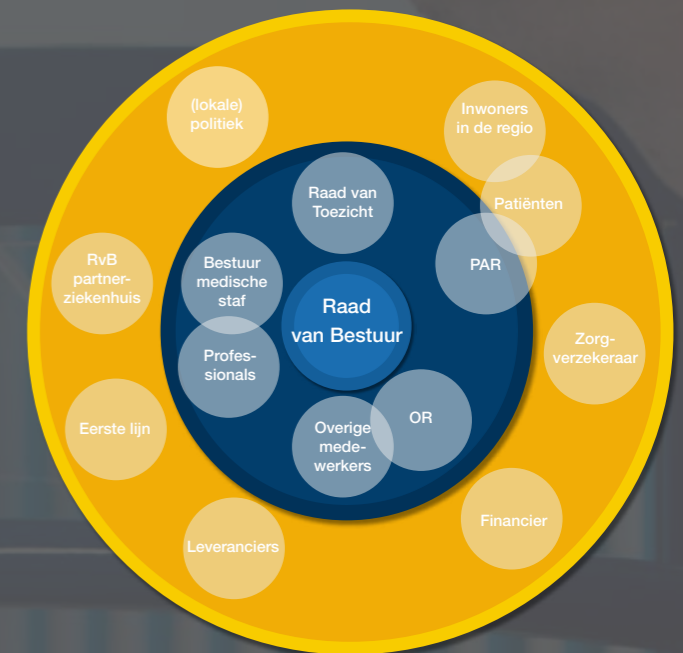 (lokale)
politiek
Inwoners
in de regio
Raad van
Toezicht
Patiënten
RvB
partner-
ziekenhuis
Bestuur
medische
staf
PAR
Raad
van Bestuur
Zorg-
verzekeraar
Profes-
sionals
Eerste lijn
Overige
mede-
werkers
OR
Leveranciers
Financier